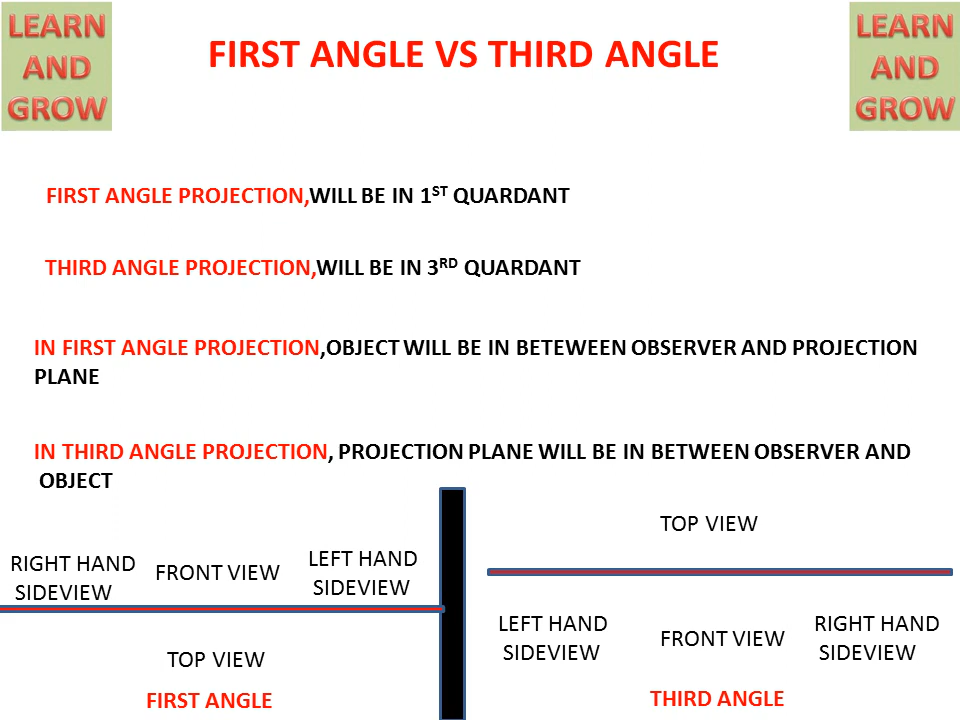 LEARN
AND
GROW
FIRST ANGLE VS THIRD ANGLE
LEARN
AND
GROW
FIRST ANGLE PROJECTION,WILL BE IN 1ST QUARDANT
THIRD ANGLE PROJECTION,WILL BE IN 3RD QUARDANT
IN FIRST ANGLE PROJECTION,OBJECT WILL BE IN BETEWEEN OBSERVER AND PROJECTION
PLANE
IN THIRD ANGLE PROJECTION, PROJECTION PLANE WILL BE IN BETWEEN OBSERVER AND
OBJECT
RIGHT HAND
SIDEVIEW
FRONT VIEW
LEFT HAND
SIDEVIEW
TOP VIEW
FIRST ANGLE
TOP VIEW
LEFT HAND
SIDEVIEW
FRONT VIEW
RIGHT HAND
SIDEVIEW
THIRD ANGLE